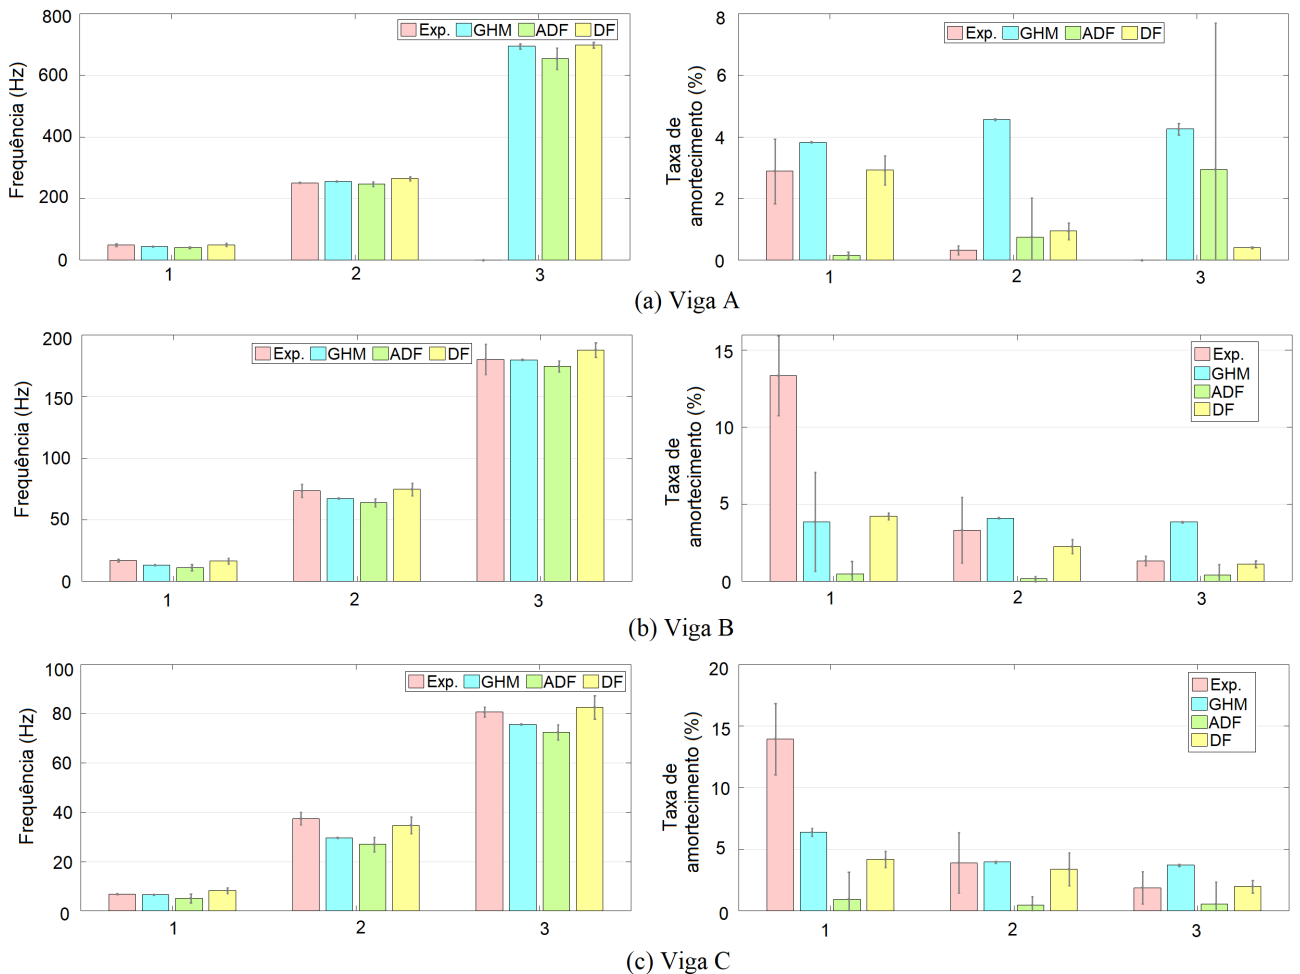 800
600
400
200
0
Frequência (Hz)
Exp. GHM ADF DF
1 2 3
8
6
4
2
0
Taxa de
amortecimento (%)
Exp. GHM ADF DF
1 2 3
(a) Viga A
200
150
100
50
0
Frequência (Hz)
Exp. GHM ADF DF
1 2 3
15
10
5
0
Taxa de
amortecimento (%)
Exp.
GHM
ADF
DF
1 2 3
(b) Viga B
100
80
60
40
20
0
Frequência (Hz)
Exp. GHM ADF DF
1 2 3
20
15
10
5
0
Taxa de
amortecimento (%)
Exp.
GHM
ADF
DF
1 2 3
(c) Viga C